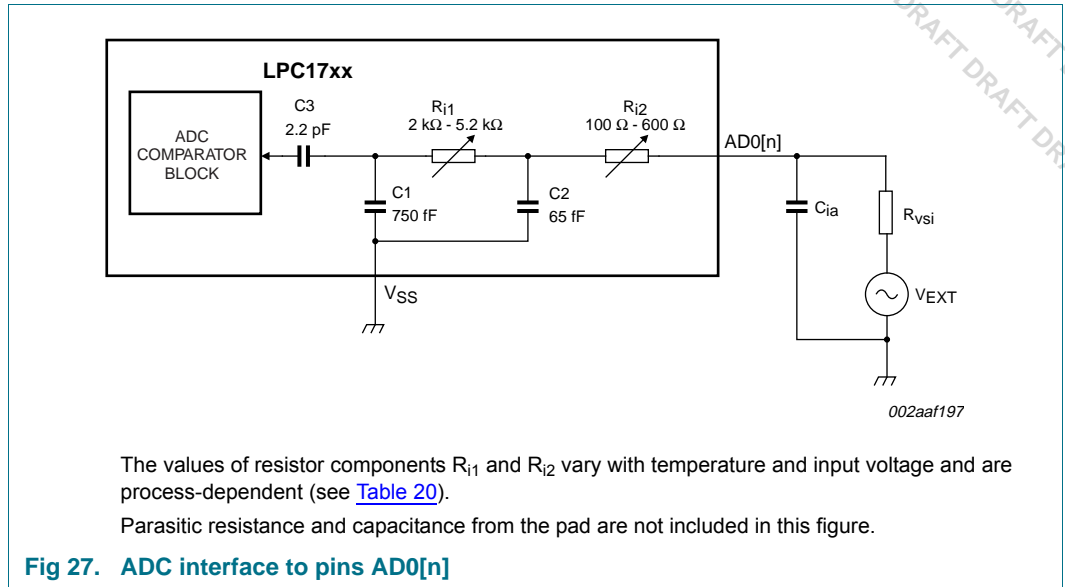 DRAFT DRAFT
DRAFT DRAFT
LPC17xx
ADC
COMPARATOR
BLOCK
C3
2.2 pF
Ri1
2 kΩ - 5.2 kΩ
Ri2
100 Ω - 600 Ω
AD0[n]
C1
750 fF
C2
65 fF
Cia
Rvsi
VEXT
VSS
002aaf197
The values of resistor components Ri1 and Ri2 vary with temperature and input voltage and are
process-dependent (see Table 20).
Parasitic resistance and capacitance from the pad are not included in this figure.
Fig 27. ADC interface to pins AD0[n]